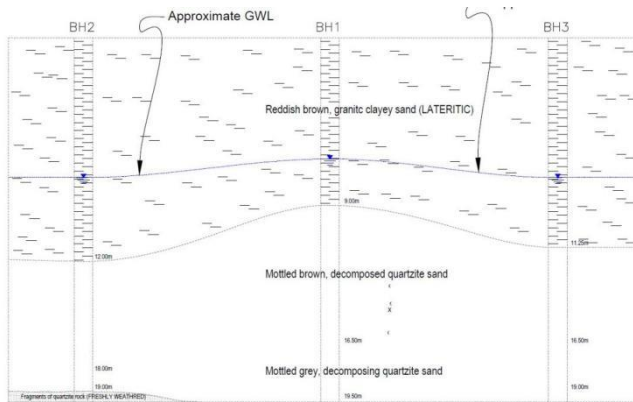 Approximate GWL
BH2
BH1
BH3
Reddish brown, granitc clayey sand (LATERITIC)
9.00m
11.25m
12.00m
Mottled brown, decomposed quartzite sand
x
16.50m
16.50m
18.00m
Mottled grey, decomposing quartzite sand
19.00m
19.00m
Fragments of quartzite rock (FRESHLY WEATHRED)
19.50m